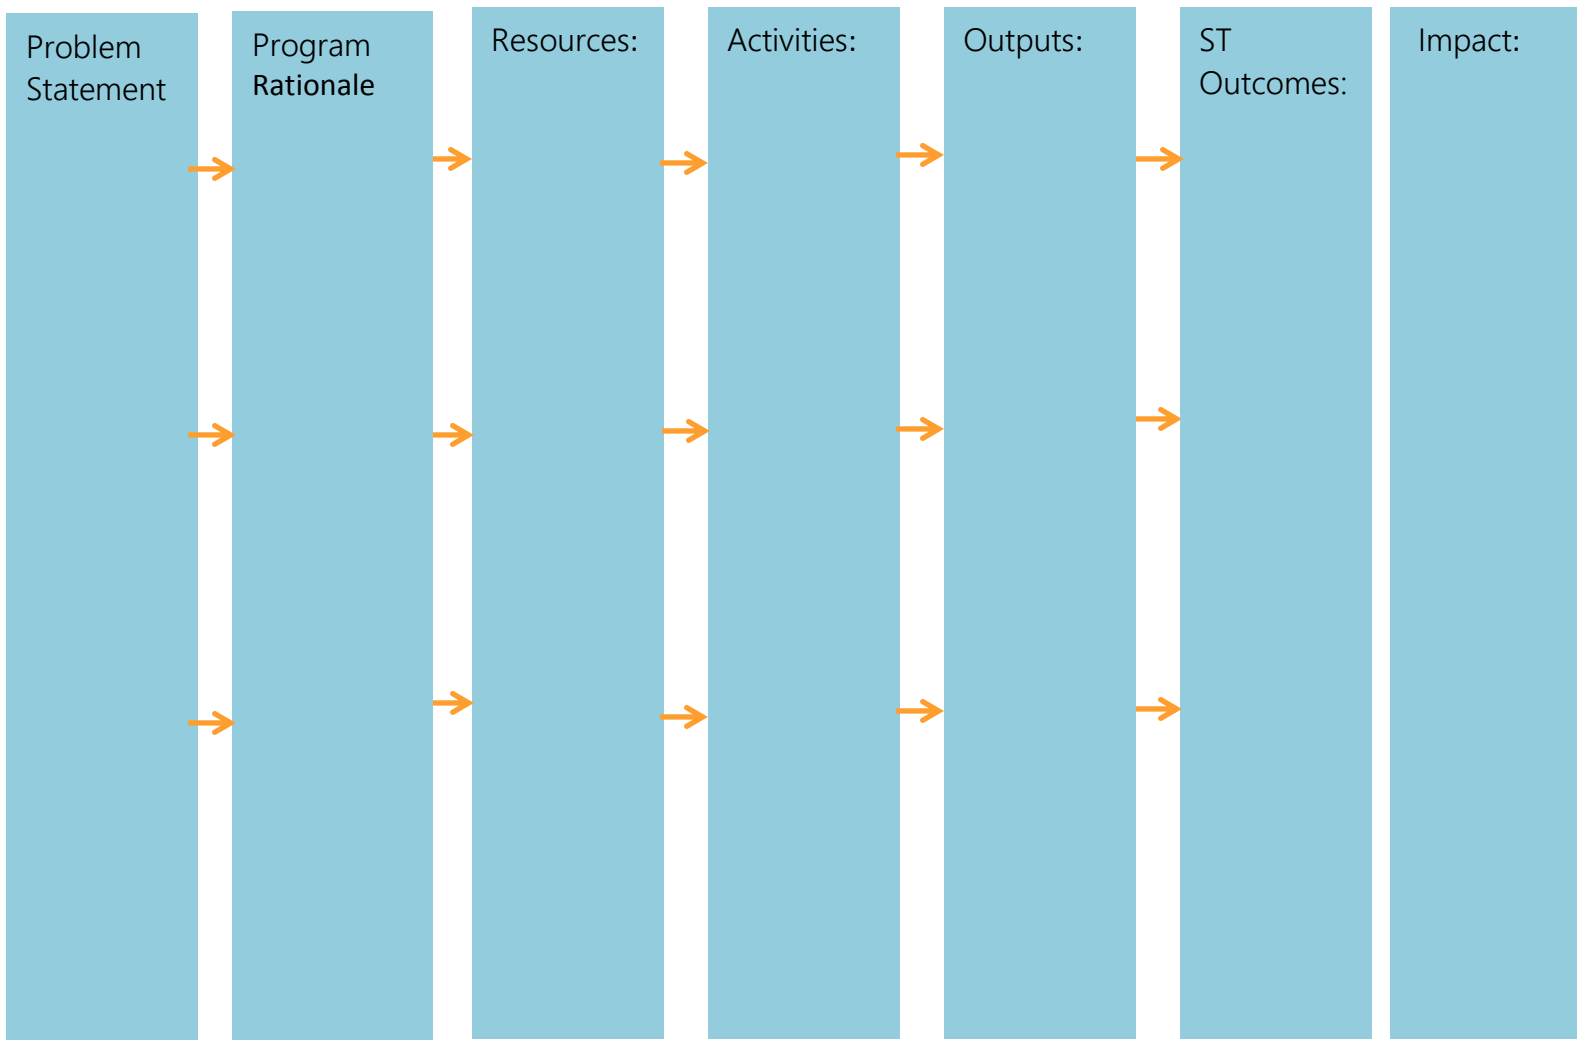 Problem
Statement
Program
Rationale
Resources:
Activities:
Outputs:
ST
Outcomes:
Impact: